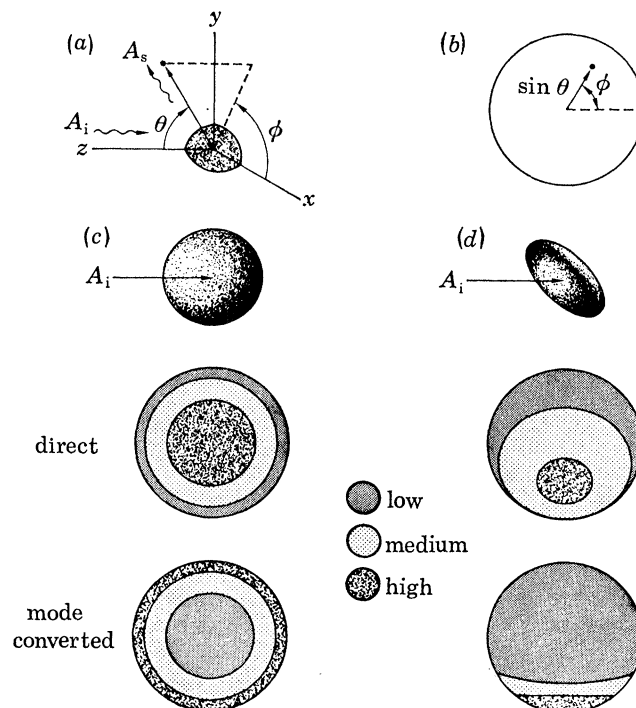 (a)
y
A_s
A_i
θ
ϕ
z
x
(b)
sin θ
ϕ
(c)
A_i
(d)
A_i
direct
low
medium
high
mode
converted